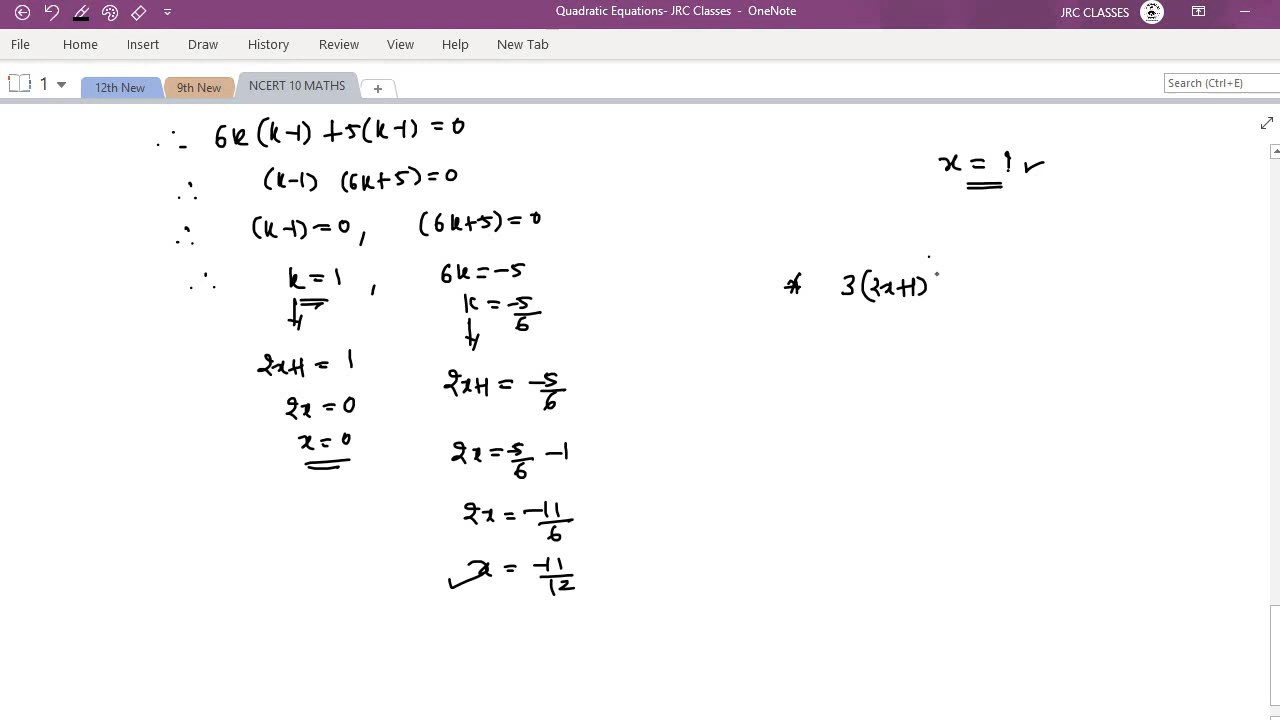 Quadratic Equations- JRC Classes - OneNote
JRC CLASSES
File Home Insert Draw History Review View Help New Tab
1 12th New 9th New NCERT 10 MATHS +
Search (Ctrl+E)
∴ 6k(k-1) +5(k-1) = 0
∴ (k-1) (6k+5) = 0
∴ (k-1) = 0, (6k+5) = 0
∴ k = 1, 6k = -5
k = -5/6
2x+1 = 1
2x = 0
x = 0
2x+1 = -5/6
2x = -5/6 -1
2x = -11/6
x = -11/12
x = 1 ✓
* 3(2x+1)